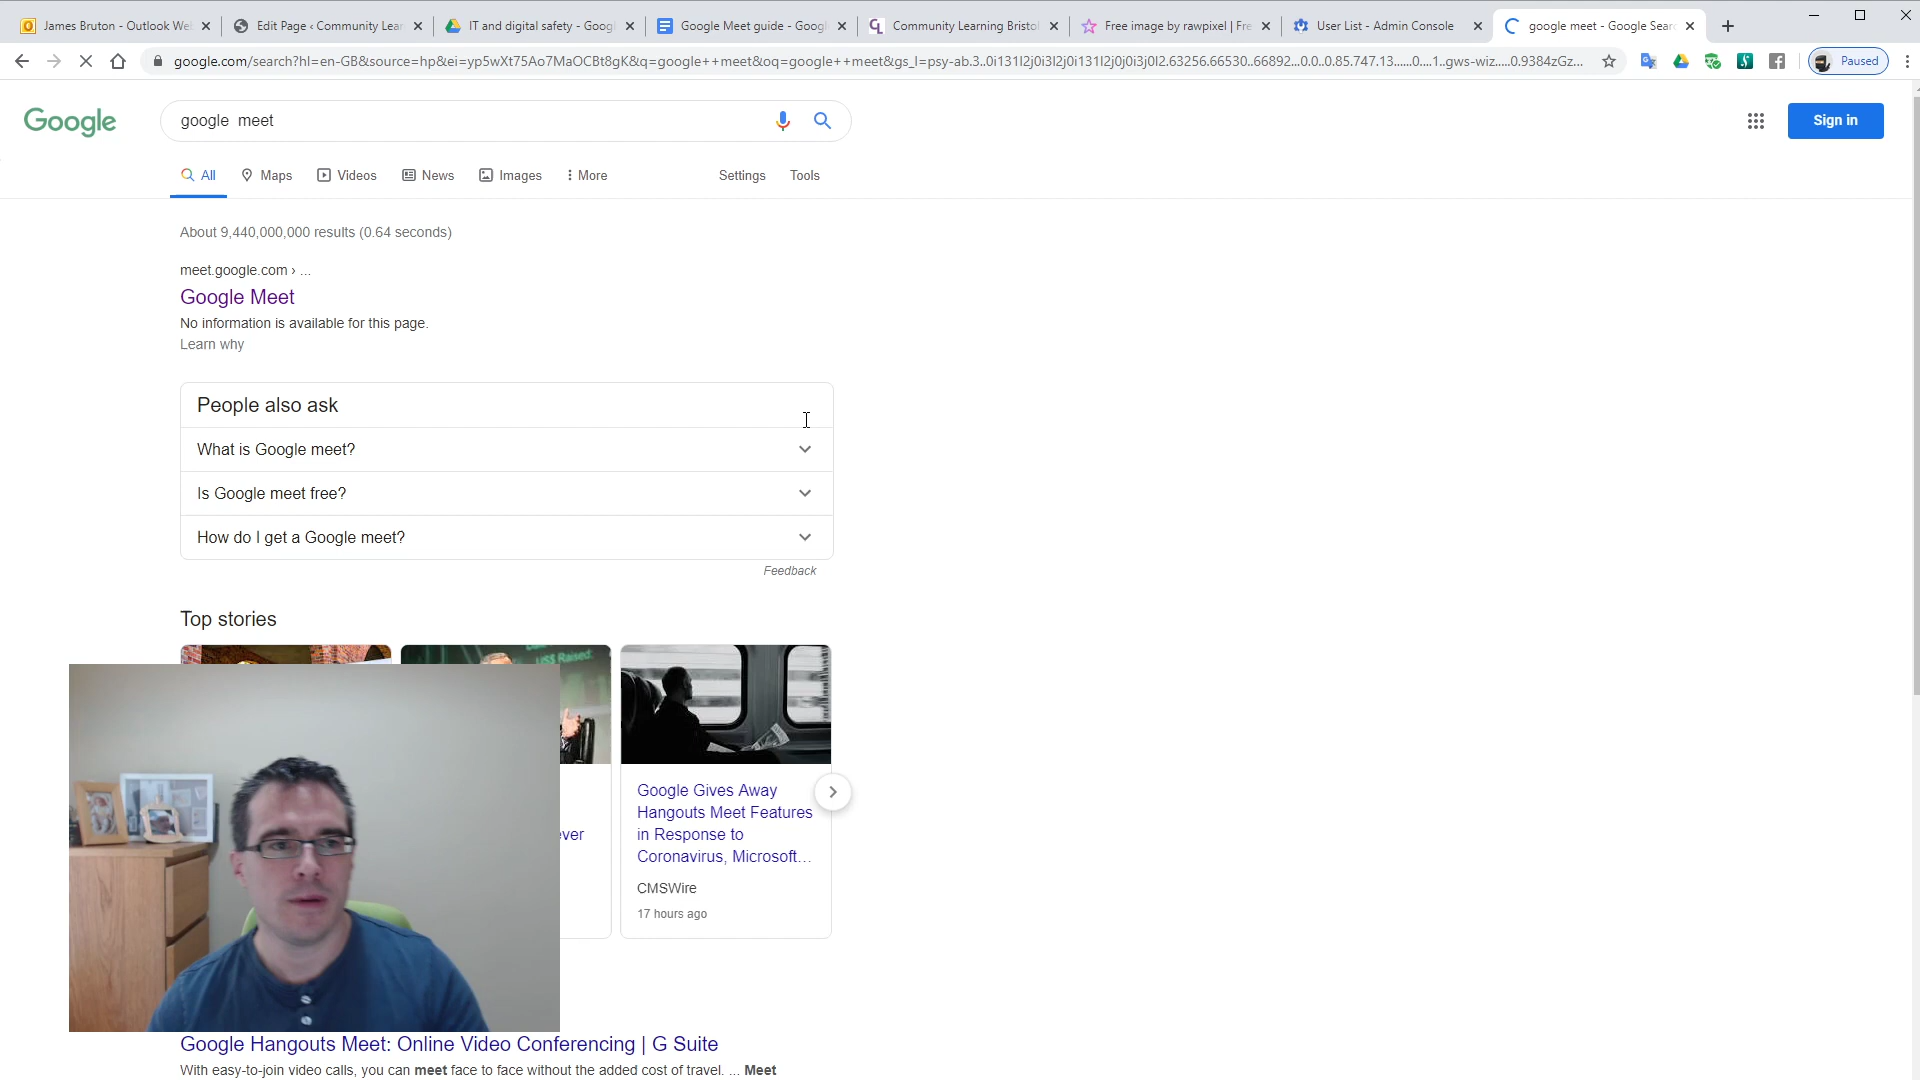 James Bruton - Outlook We
Edit Page ‹ Community Lear
IT and digital safety - Goog
Google Meet guide - Googl
Community Learning Bristol
Free image by rawpixel | Fre
User List - Admin Console
google meet - Google Sear
google.com/search?hl=en-GB&source=hp&ei=yp5wXt75Ao7MaOCBt8gK&q=google++meet&oq=google++meet&gs_l=psy-ab.3..0i131l2j0i3l2j0i131l2j0j0i3j0l2.63256.66530..66892...0.0..0.85.747.13......0....1..gws-wiz.....0.9384zGz...
Paused
Google
google meet
Sign in
All
Maps
Videos
News
Images
More
Settings
Tools
About 9,440,000,000 results (0.64 seconds)
meet.google.com › ...
Google Meet
No information is available for this page.
Learn why
People also ask
What is Google meet?
Is Google meet free?
How do I get a Google meet?
Feedback
Top stories
US$ Raised:
Google Gives Away
Hangouts Meet Features
in Response to
Coronavirus, Microsoft...
ever
CMSWire
17 hours ago
Google Hangouts Meet: Online Video Conferencing | G Suite
With easy-to-join video calls, you can meet face to face without the added cost of travel. ... Meet